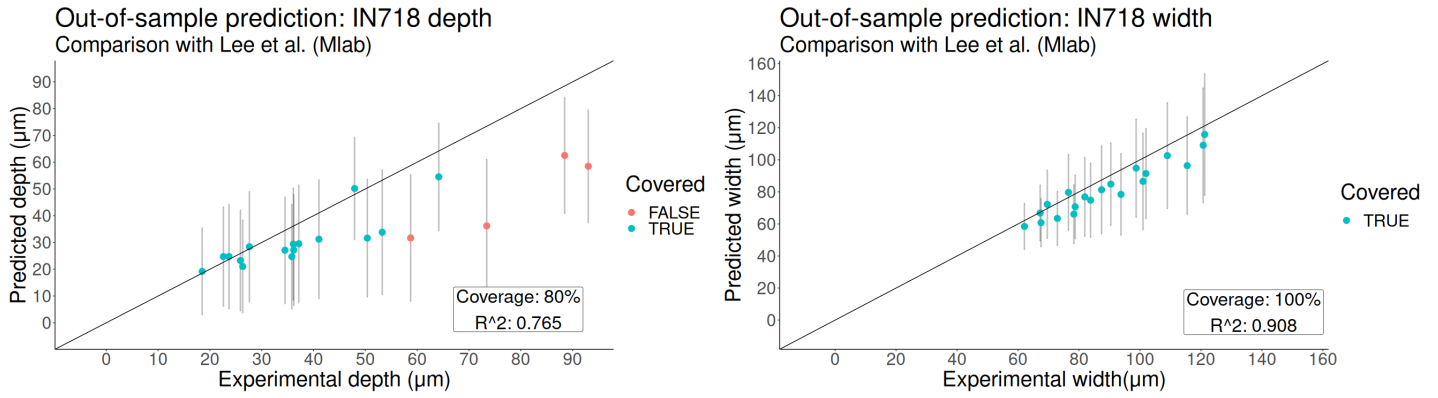 Out-of-sample prediction: IN718 depth
Comparison with Lee et al. (Mlab)
Predicted depth (μm)
90
80
70
60
50
40
30
20
10
0
0 10 20 30 40 50 60 70 80 90
Experimental depth (μm)
Coverage: 80%
R^2: 0.765
Covered
FALSE
TRUE
Out-of-sample prediction: IN718 width
Comparison with Lee et al. (Mlab)
Predicted width (μm)
160
140
120
100
80
60
40
20
0
0 20 40 60 80 100 120 140 160
Experimental width(μm)
Coverage: 100%
R^2: 0.908
Covered
TRUE